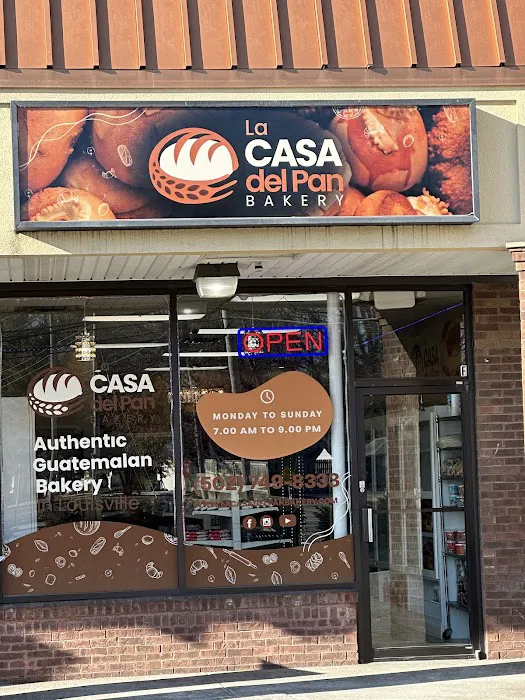 La
CASA
del Pan
BAKERY
OPEN
CASA
del Pan
BAKERY
MONDAY TO SUNDAY
7.00 AM TO 9.00 PM
Authentic
Guatemalan
Bakery
in Louisville